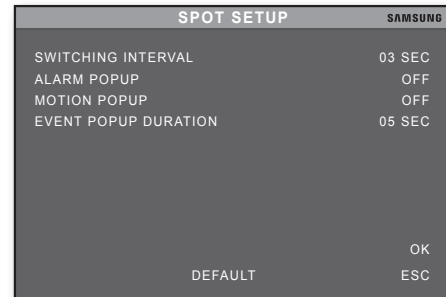 SPOT SETUP SAMSUNG
SWITCHING INTERVAL 03 SEC
ALARM POPUP OFF
MOTION POPUP OFF
EVENT POPUP DURATION 05 SEC
OK
DEFAULT ESC